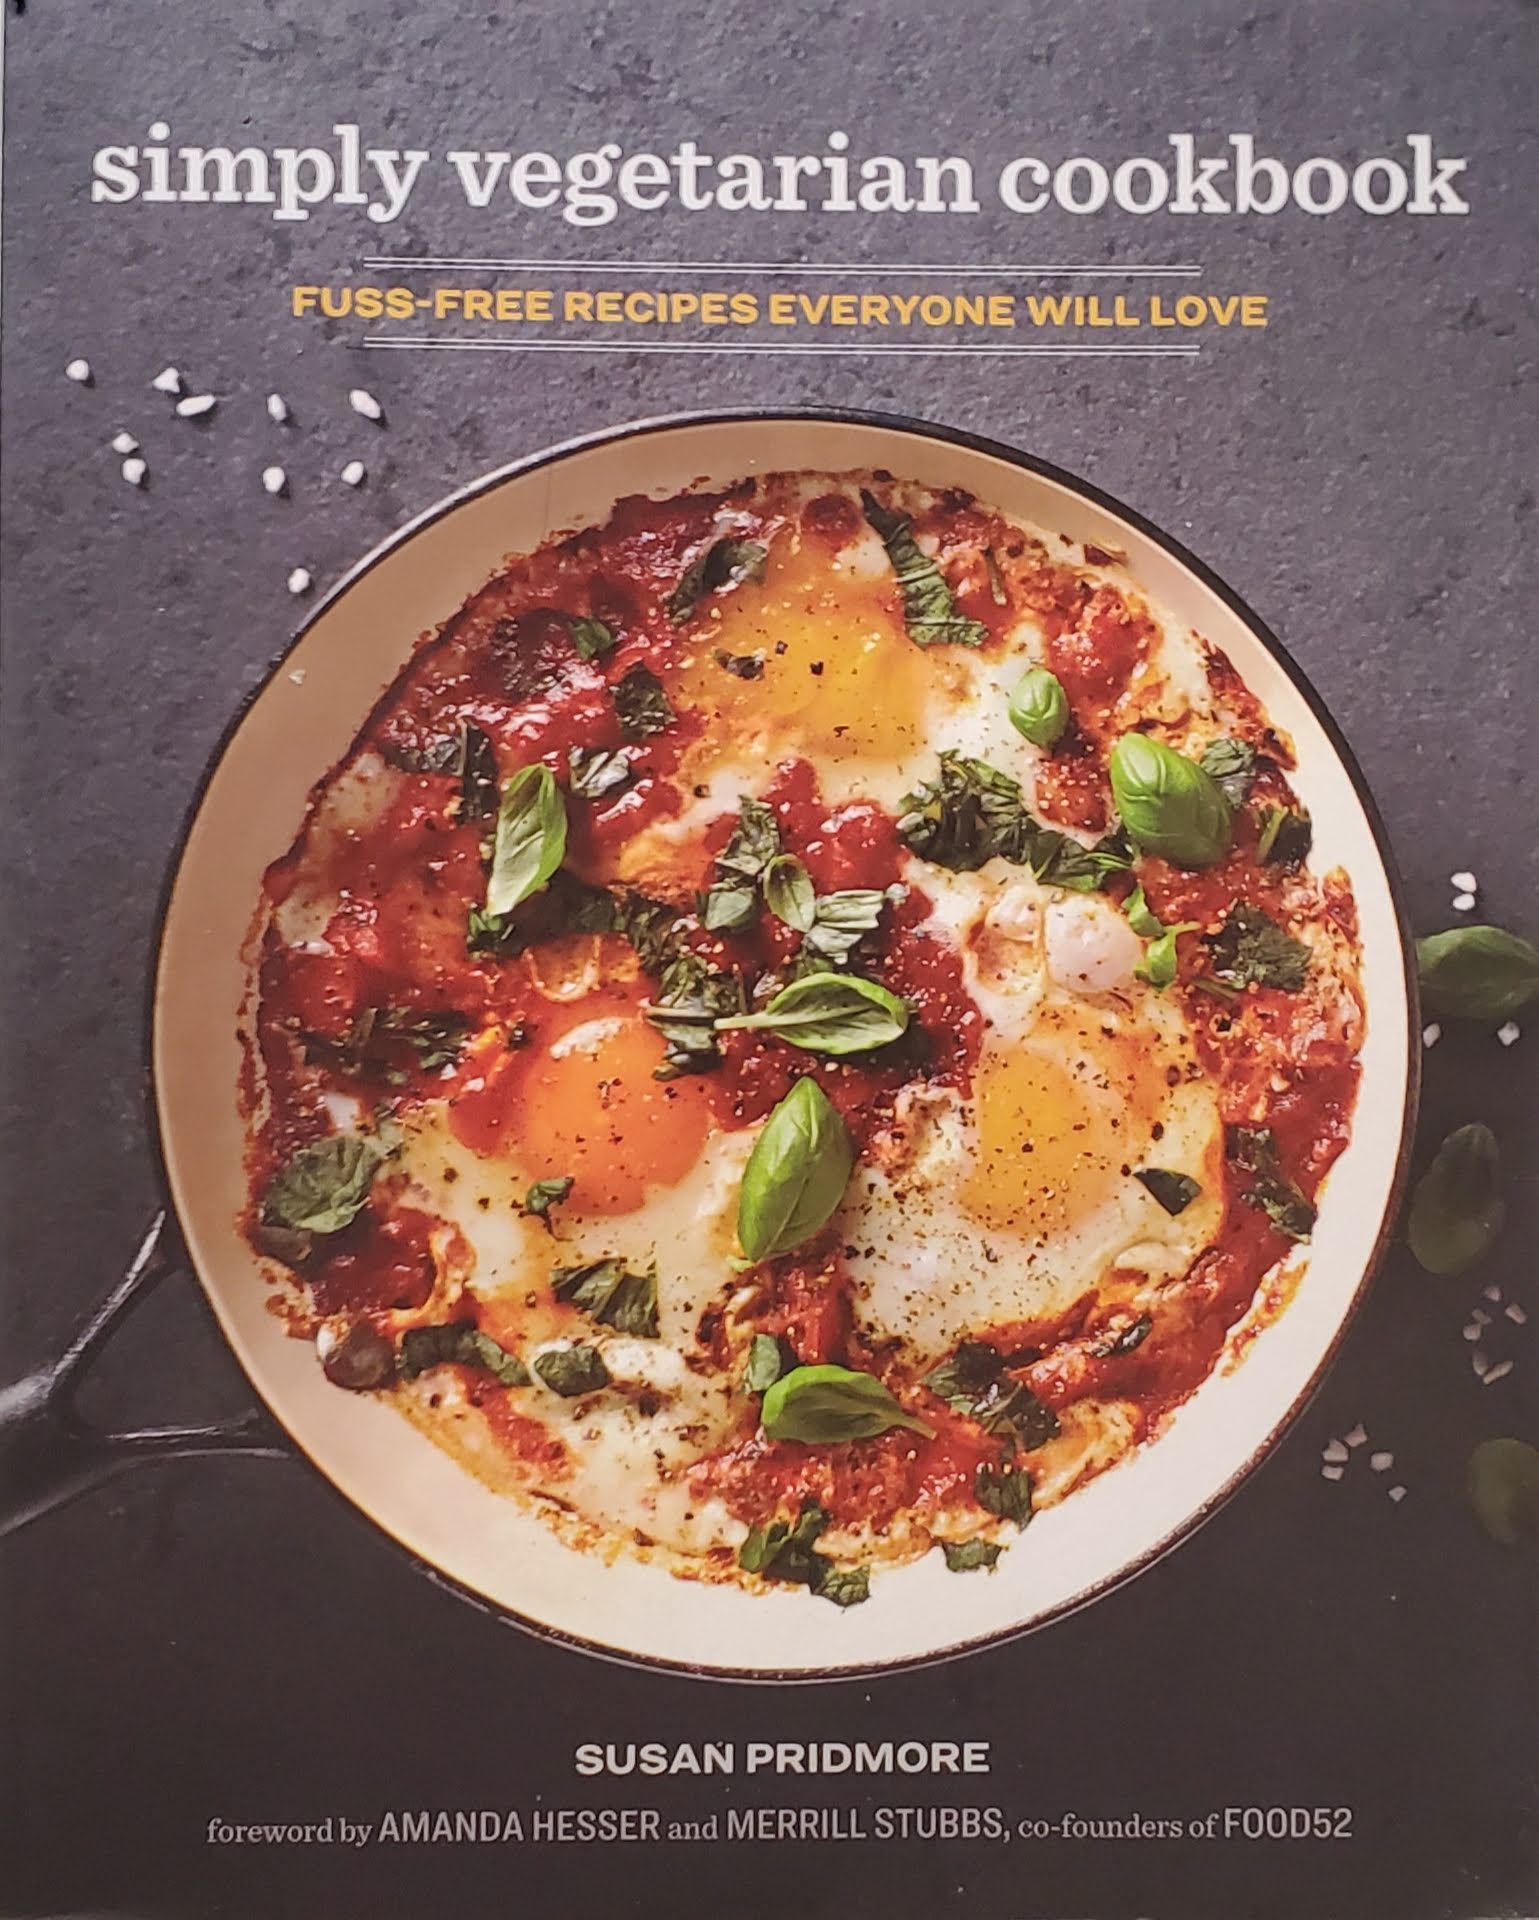 simply vegetarian cookbook
FUSS-FREE RECIPES EVERYONE WILL LOVE
SUSAN PRIDMORE
foreword by AMANDA HESSER and MERRILL STUBBS, co-founders of FOOD52